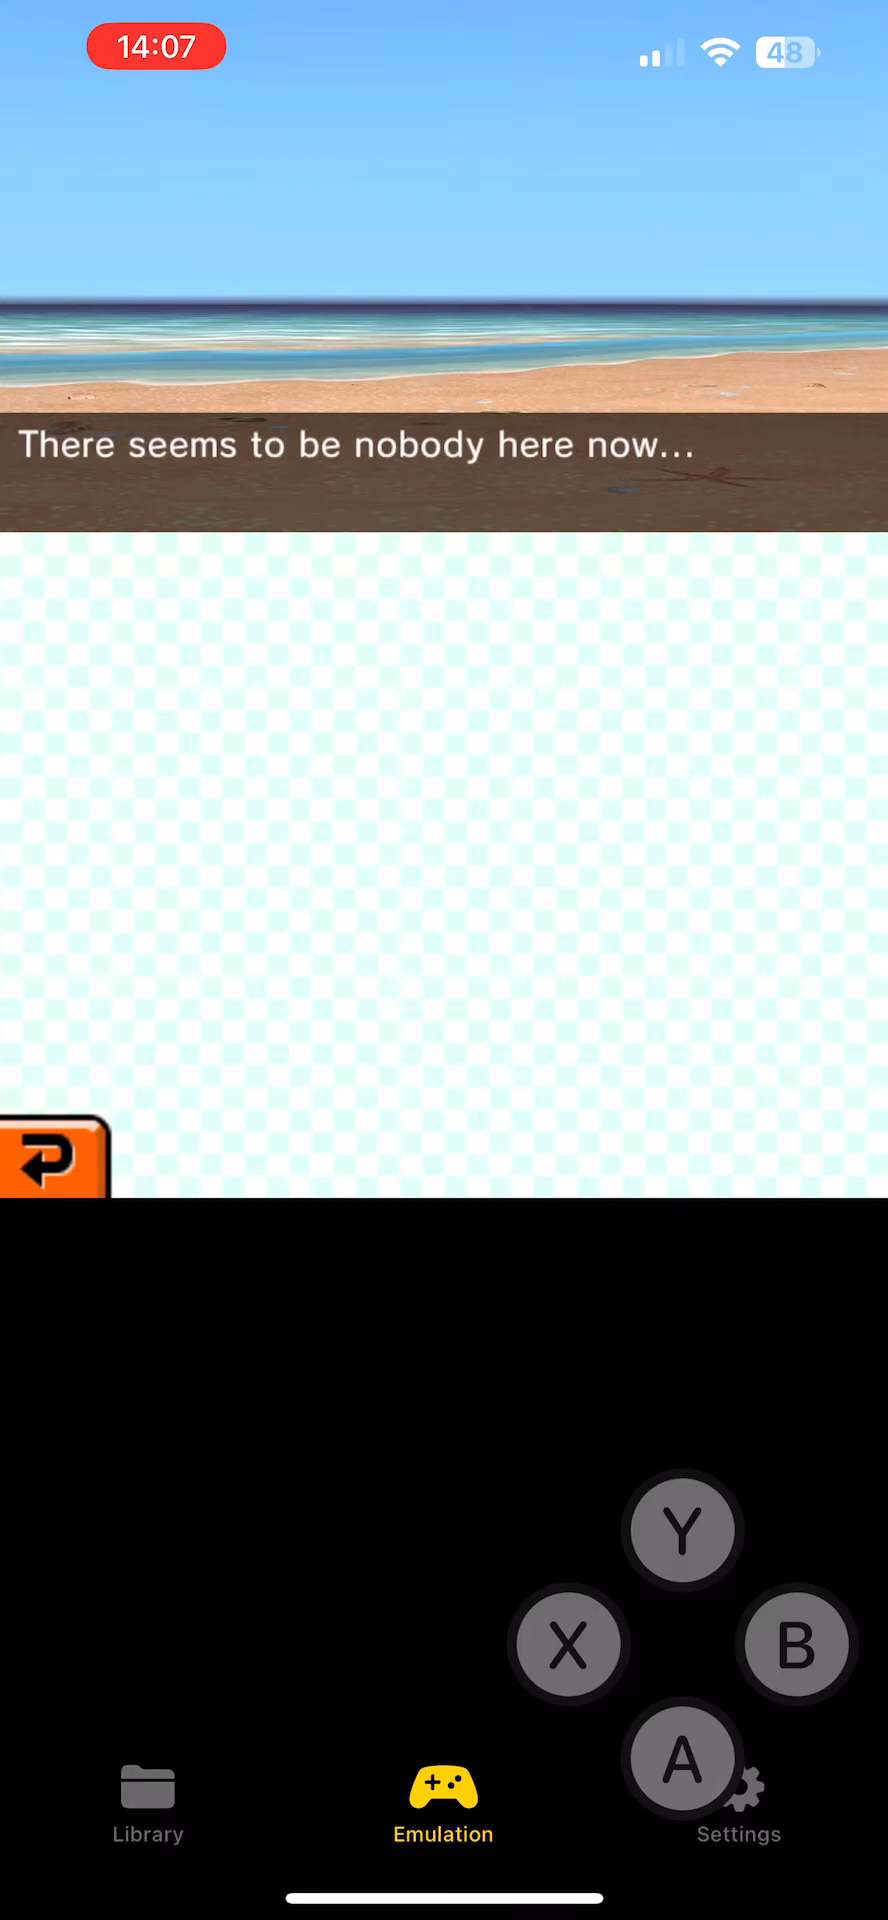 14:07
48
There seems to be nobody here now...
Y
X
B
A
Library
Emulation
Settings